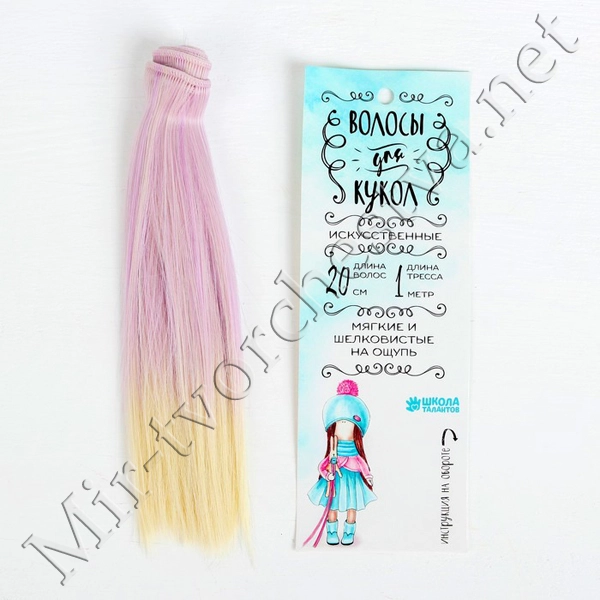 ВОЛОСЫ
для
КУКОЛ
ИСКУССТВЕННЫЕ
20 ДЛИНА ВОЛОС СМ 1 ДЛИНА ТРЕССА МЕТР
МЯГКИЕ И
ШЕЛКОВИСТЫЕ
НА ОЩУПЬ
ШКОЛА
ТАЛАНТОВ
ИНСТРУКЦИЯ НА ОБОРОТЕ
Mir-tvorchestva.net